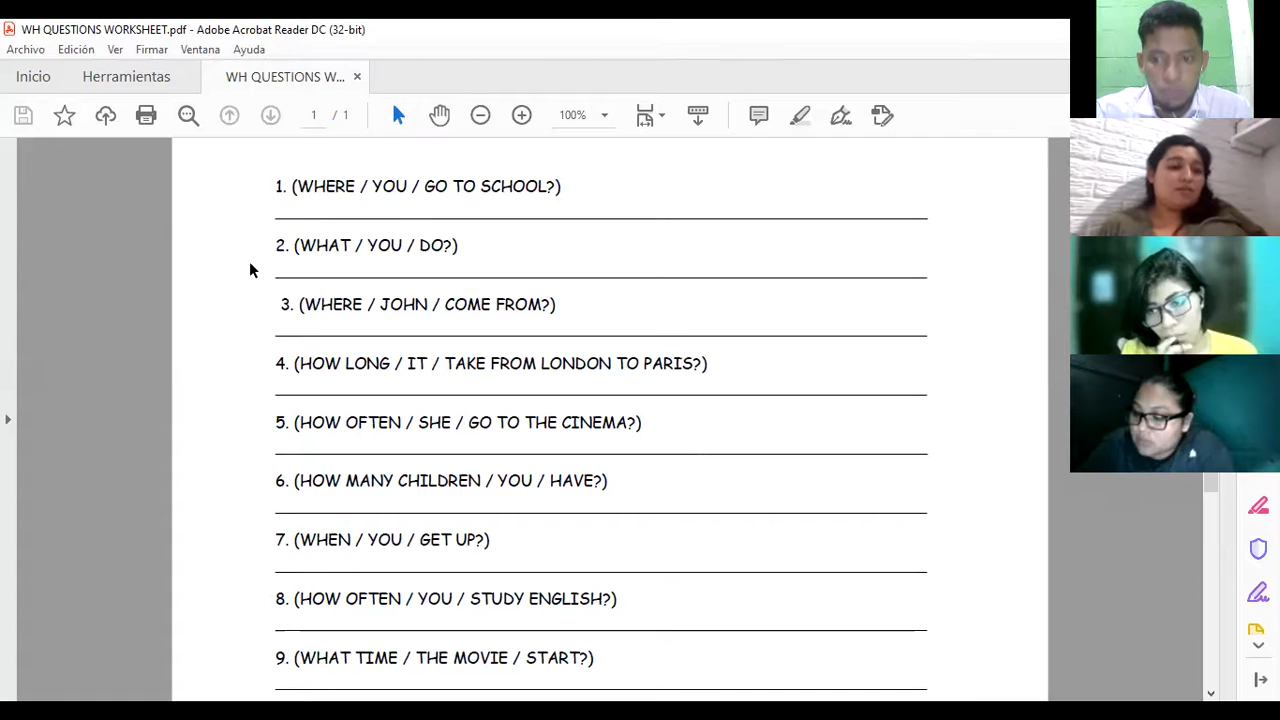 WH QUESTIONS WORKSHEET.pdf - Adobe Acrobat Reader DC (32-bit)
Archivo Edición Ver Firmar Ventana Ayuda
Inicio Herramientas WH QUESTIONS W... ×
1 / 1 100%
1. (WHERE / YOU / GO TO SCHOOL?)
2. (WHAT / YOU / DO?)
3. (WHERE / JOHN / COME FROM?)
4. (HOW LONG / IT / TAKE FROM LONDON TO PARIS?)
5. (HOW OFTEN / SHE / GO TO THE CINEMA?)
6. (HOW MANY CHILDREN / YOU / HAVE?)
7. (WHEN / YOU / GET UP?)
8. (HOW OFTEN / YOU / STUDY ENGLISH?)
9. (WHAT TIME / THE MOVIE / START?)